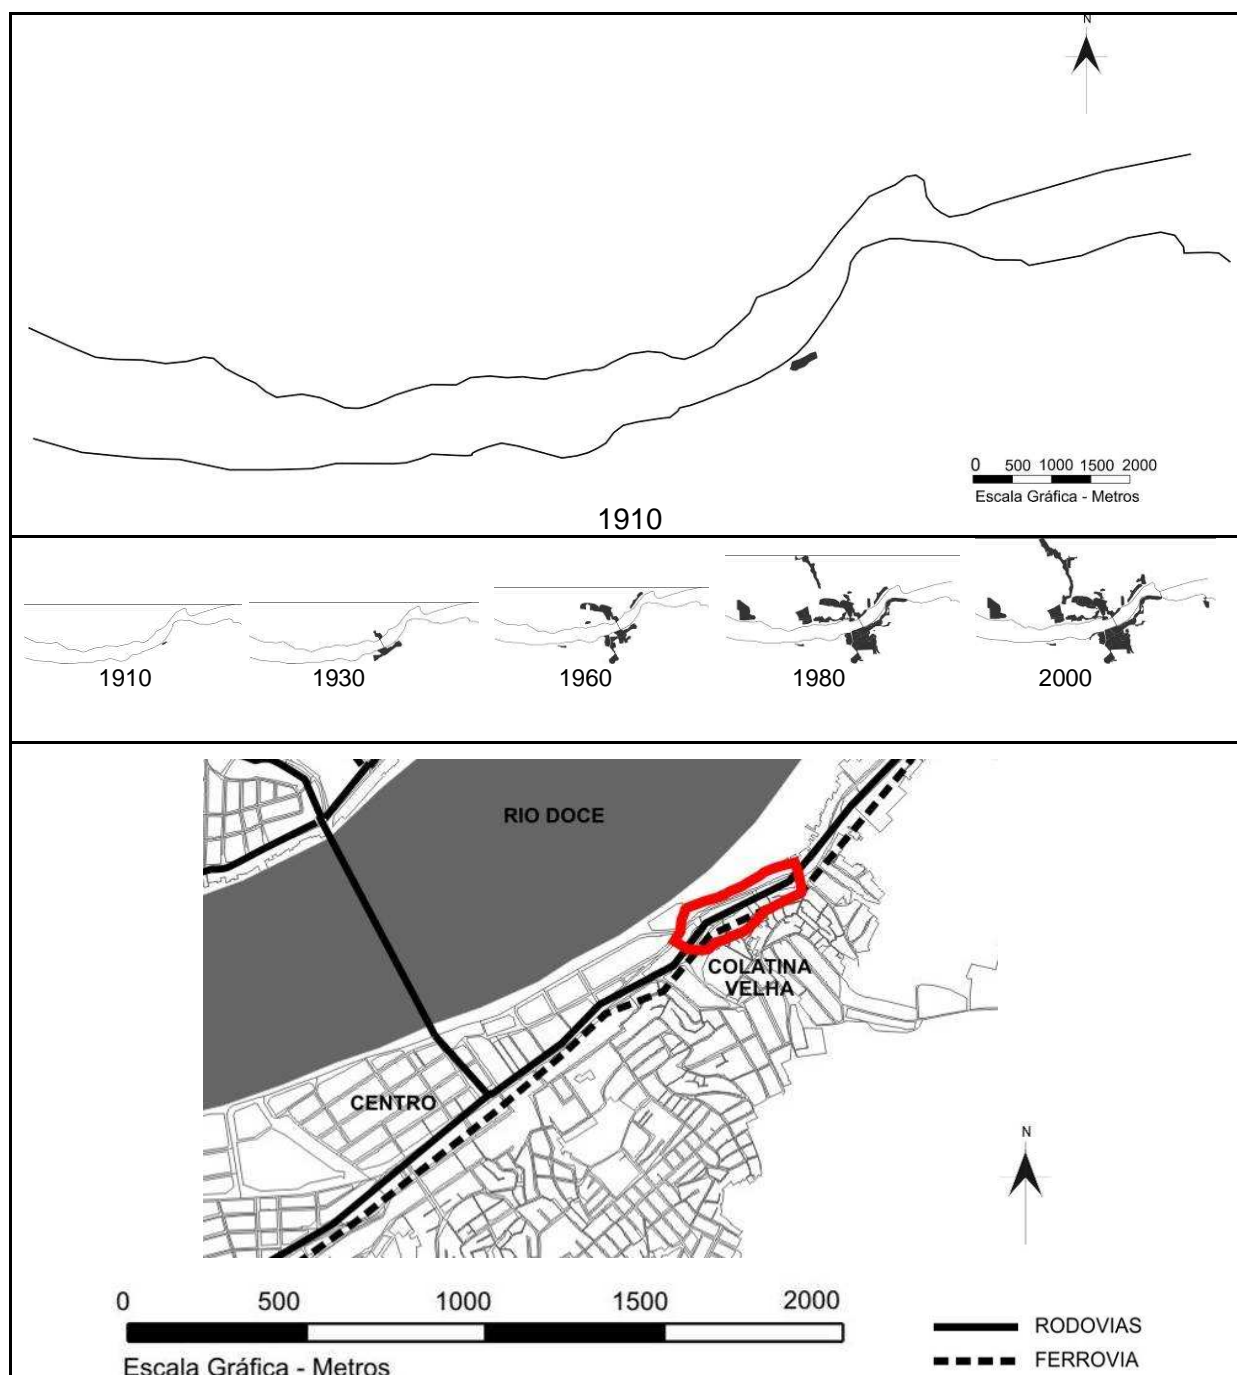 N
0 500 1000 1500 2000
Escala Gráfica - Metros
1910
1910 1930 1960 1980 2000
RIO DOCE
COLATINA
VELHA
CENTRO
N
0 500 1000 1500 2000
Escala Gráfica - Metros
RODOVIAS
FERROVIA